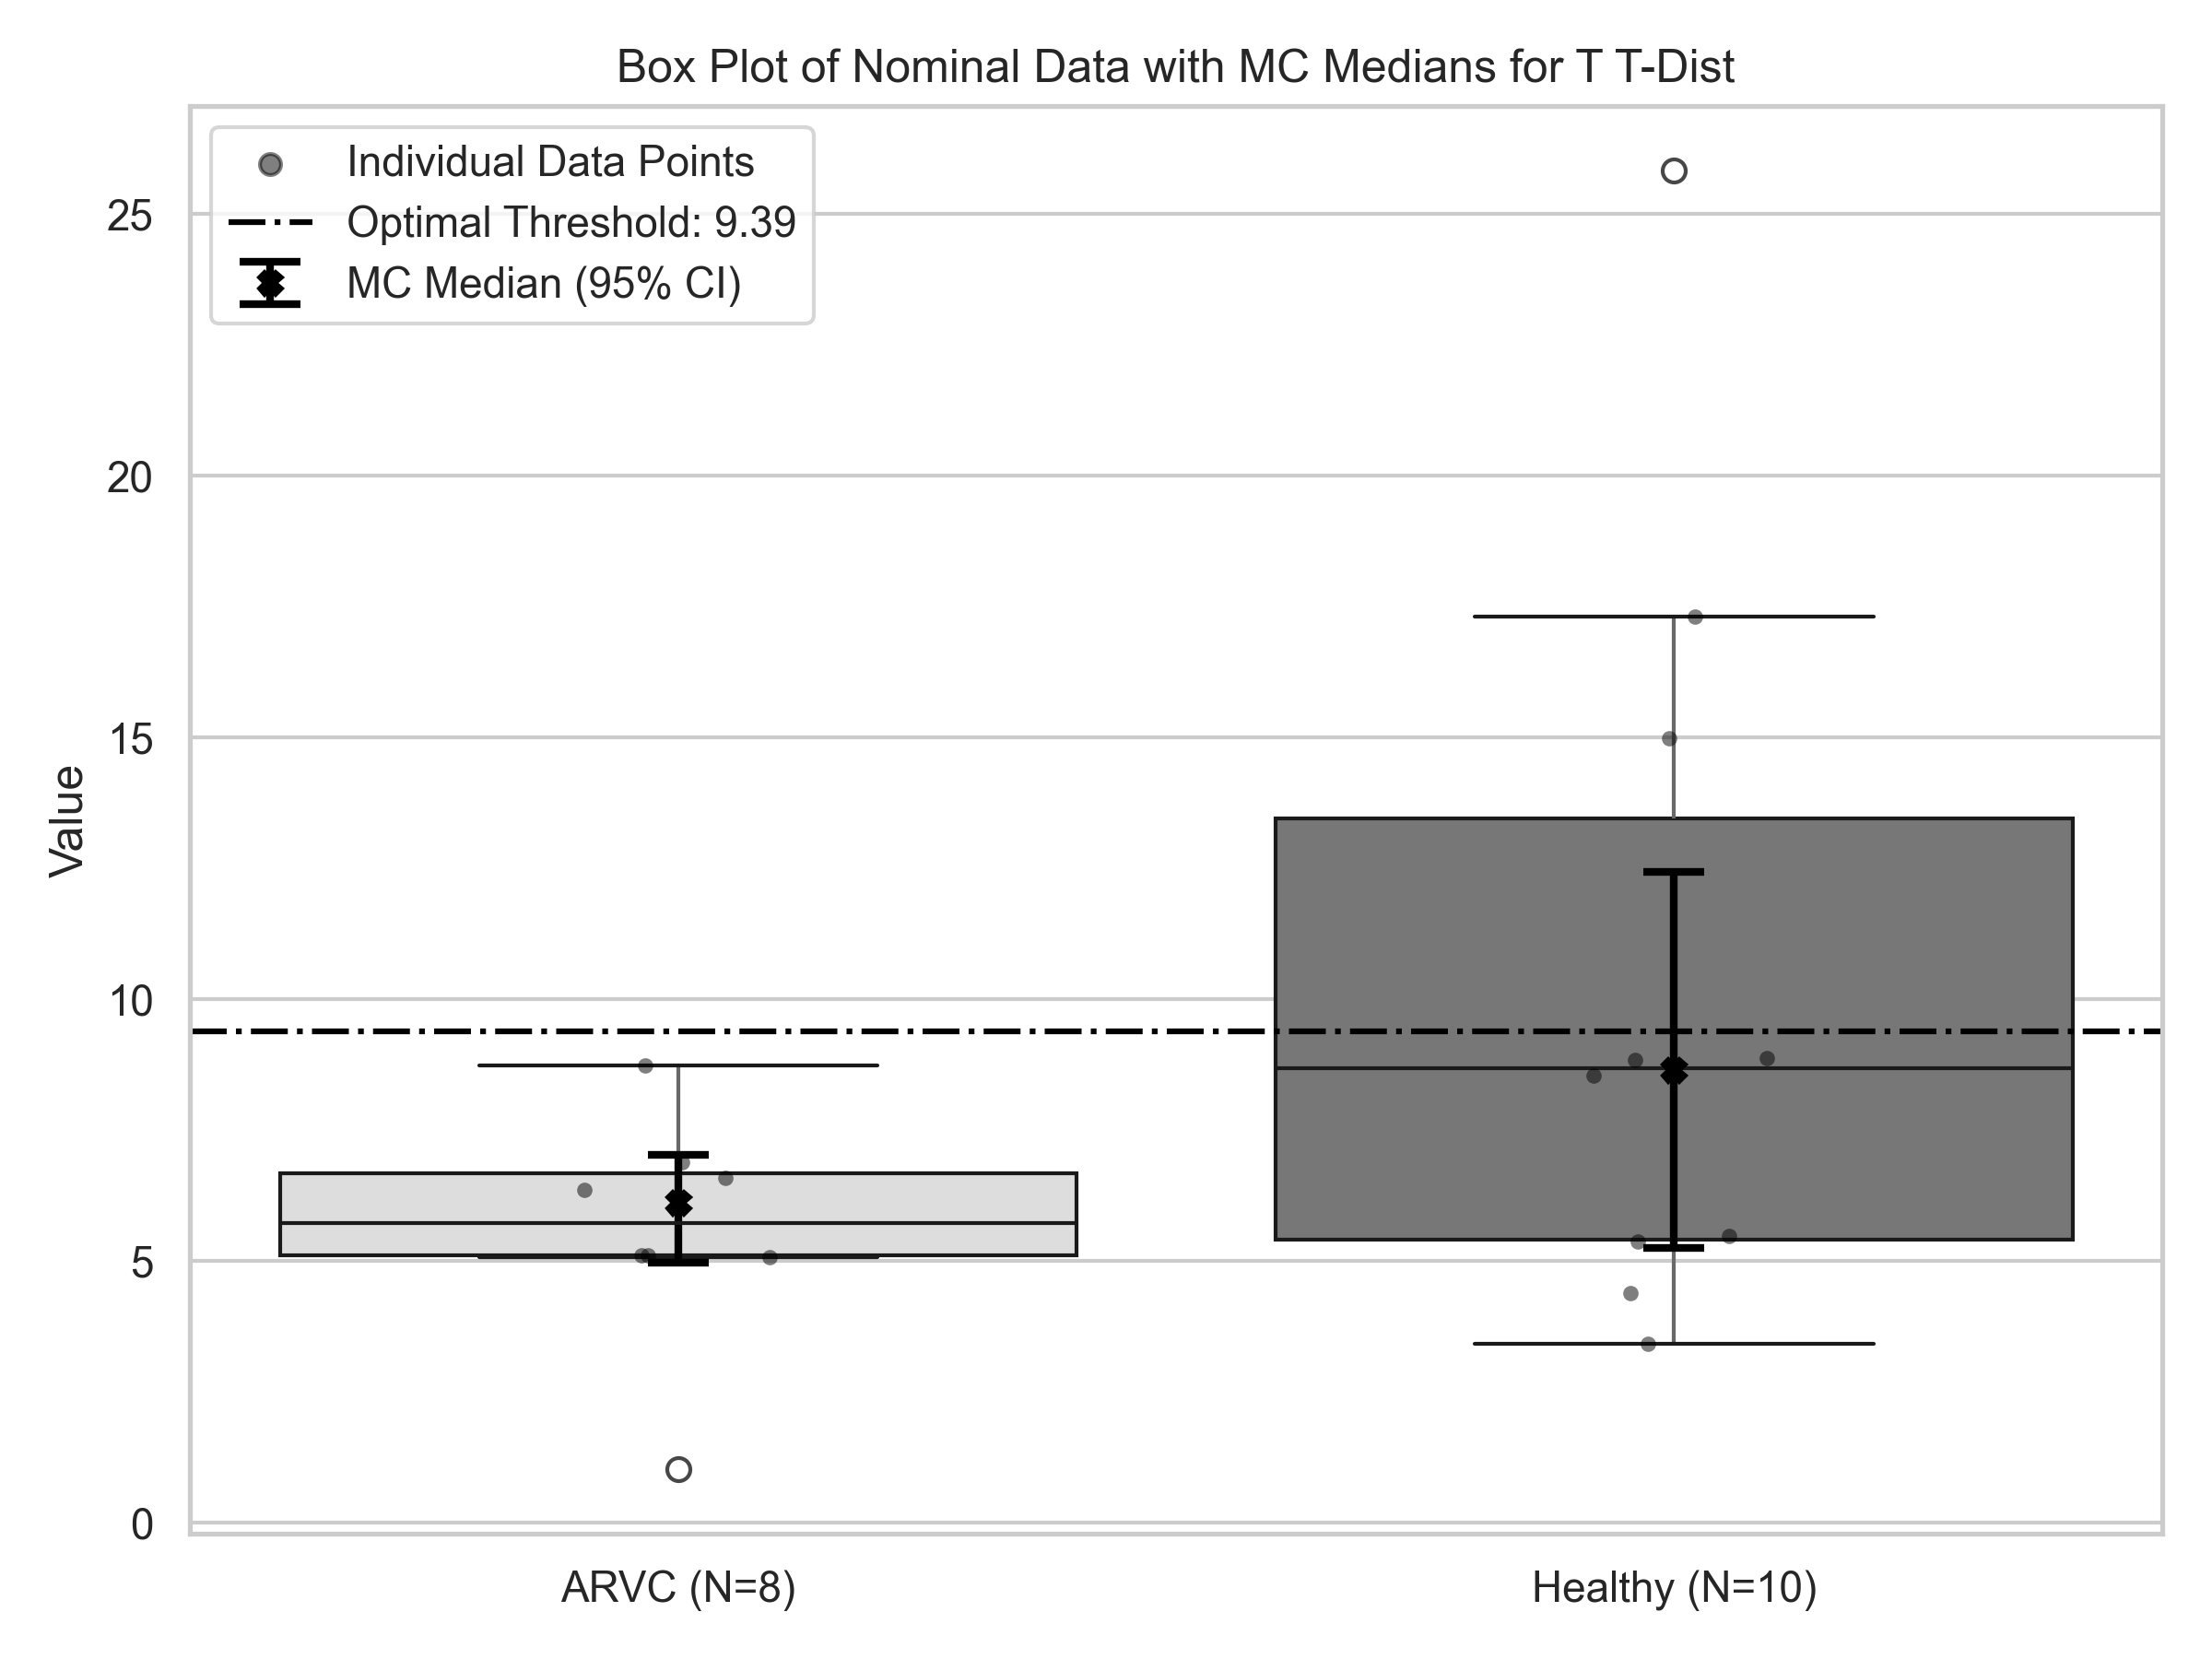 Box Plot of Nominal Data with MC Medians for T T-Dist
Individual Data Points
Optimal Threshold: 9.39
MC Median (95% CI)
25
20
15
10
5
0
Value
ARVC (N=8)
Healthy (N=10)